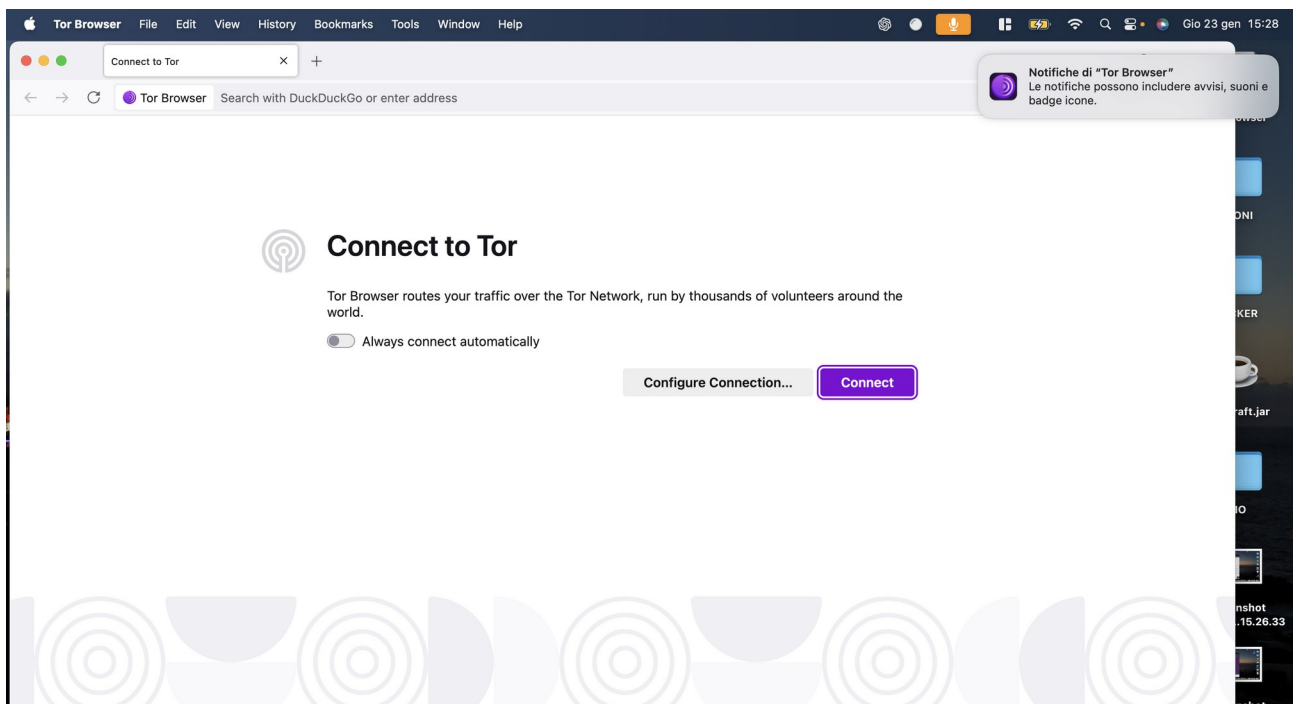 Tor Browser File Edit View History Bookmarks Tools Window Help Gio 23 gen 15:28
Connect to Tor
Notifiche di "Tor Browser"
Le notifiche possono includere avvisi, suoni e
badge icone.
Tor Browser Search with DuckDuckGo or enter address
Connect to Tor
Tor Browser routes your traffic over the Tor Network, run by thousands of volunteers around the
world.
Always connect automatically
Configure Connection... Connect
ONI
KER
raft.jar
IO
nshot
.15.26.33